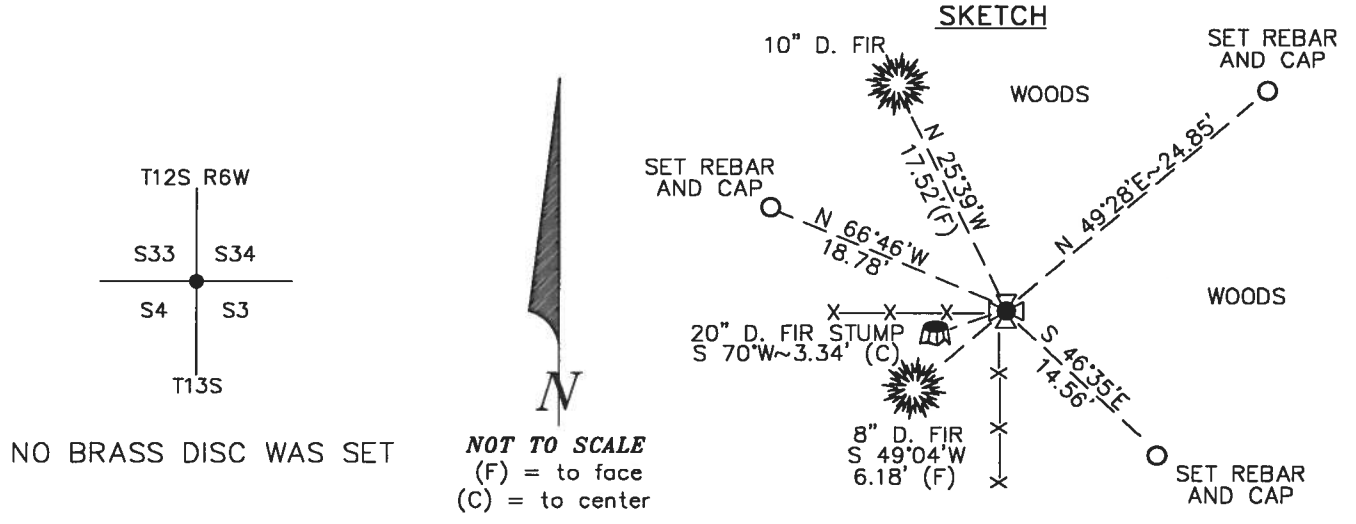 T12S R6W
S33 S34
S4 S3
T13S
NO BRASS DISC WAS SET
N
NOT TO SCALE
(F) = to face
(C) = to center
SKETCH
10" D. FIR
WOODS
SET REBAR
AND CAP
SET REBAR
AND CAP
N 25°39'W
17.52'(F)
N 49°28'E~24.85'
N 66°46'W
18.78'
WOODS
20" D. FIR STUMP
S 70°W~3.34' (C)
S 46°35'E
14.56'
8" D. FIR
S 49°04'W
6.18' (F)
SET REBAR
AND CAP